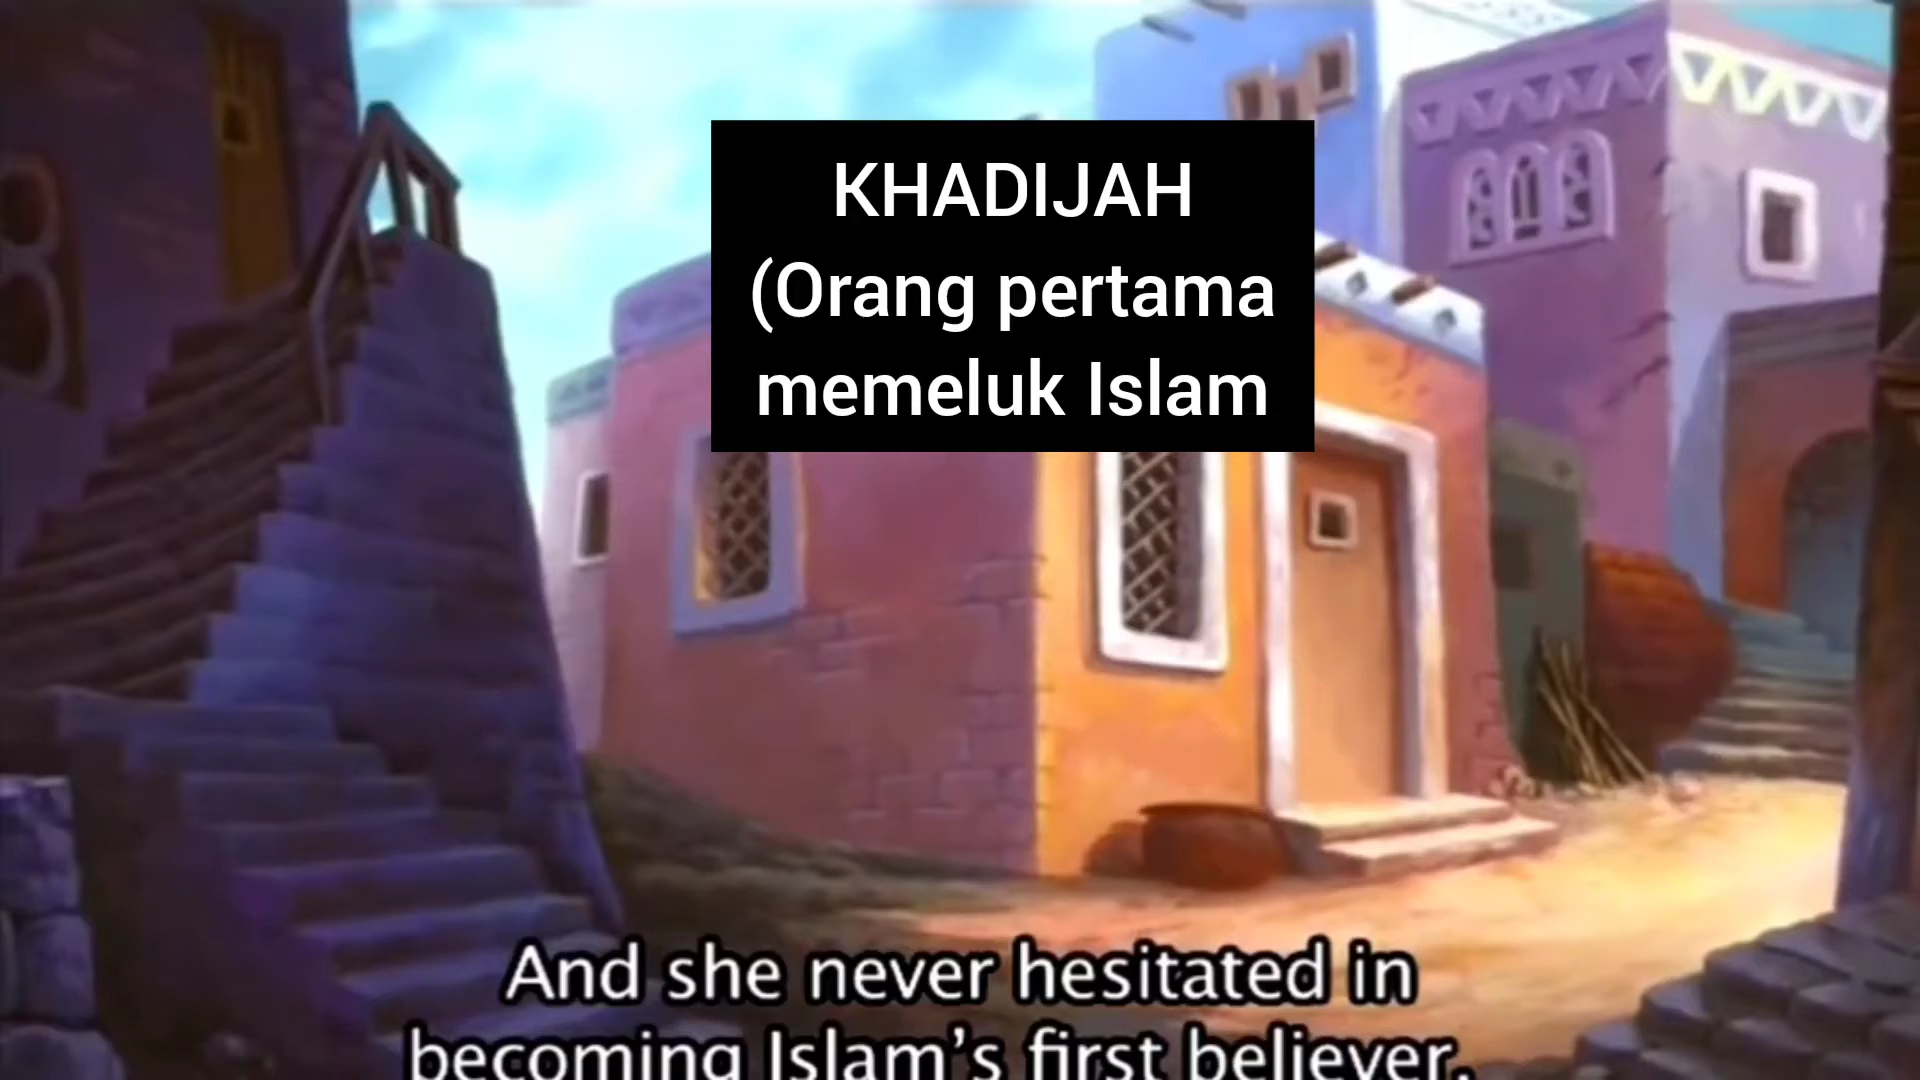 KHADIJAH
(Orang pertama
memeluk Islam
And she never hesitated in
becoming Islam's first believer.